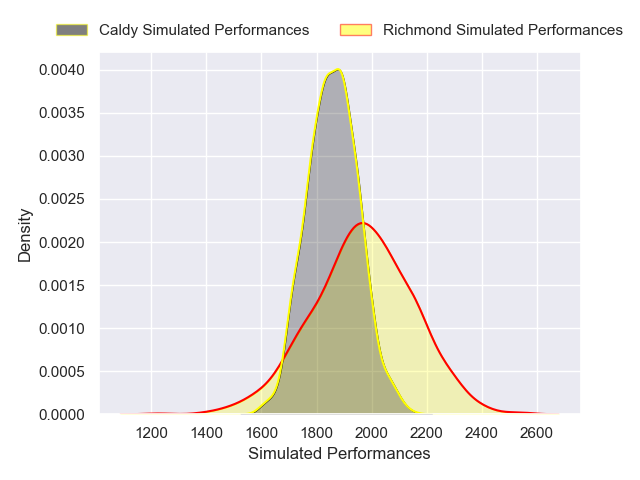 Caldy Simulated Performances
Richmond Simulated Performances
0.0040
0.0035
0.0030
0.0025
0.0020
0.0015
0.0010
0.0005
0.0000
Density
1200 1400 1600 1800 2000 2200 2400 2600
Simulated Performances